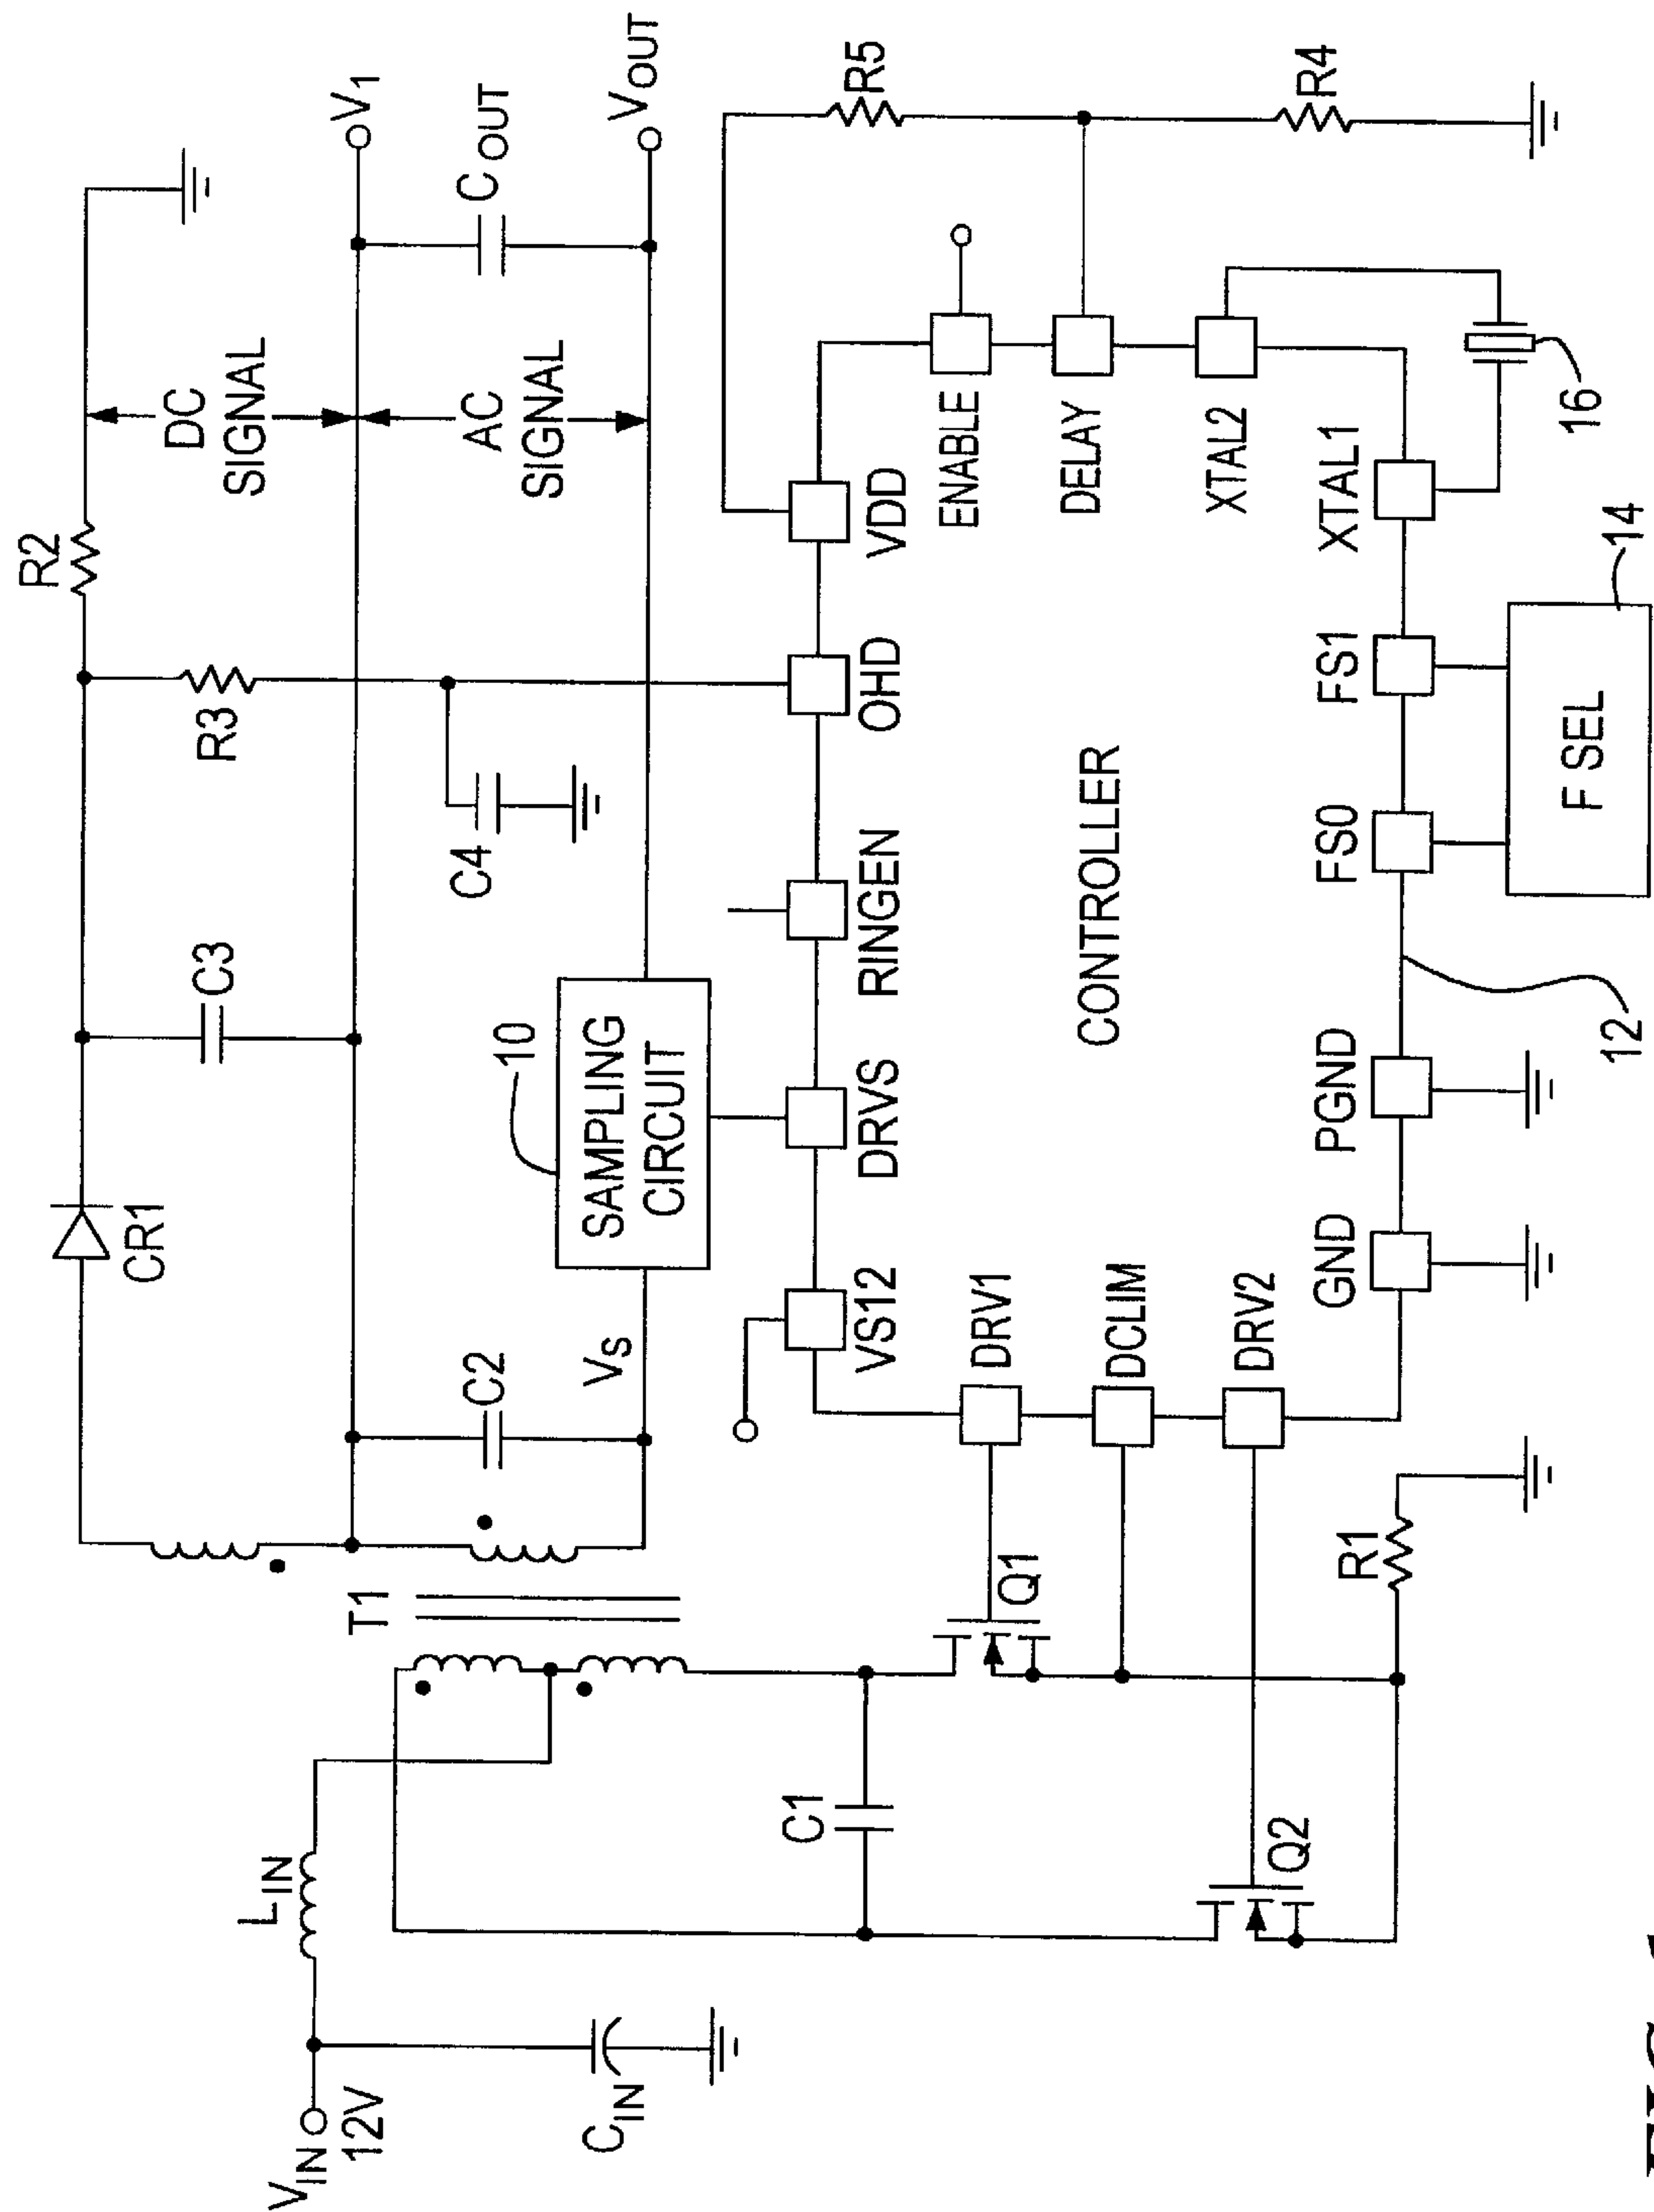 R2
DC
SIGNAL
V1
COUT
AC
SIGNAL
VOUT
C3
R3
C4
CR1
10
SAMPLING
CIRCUIT
C2
VS
T1
LIN
VIN
12V
CIN
C1
VS12
DRVS
RINGEN
OHD
VDD
R5
ENABLE
DRV1
DELAY
R4
DCLIM
CONTROLLER
XTAL2
DRV2
Q1
Q2
GND
PGND
FS0
FS1
XTAL1
R1
12
F SEL
14
16